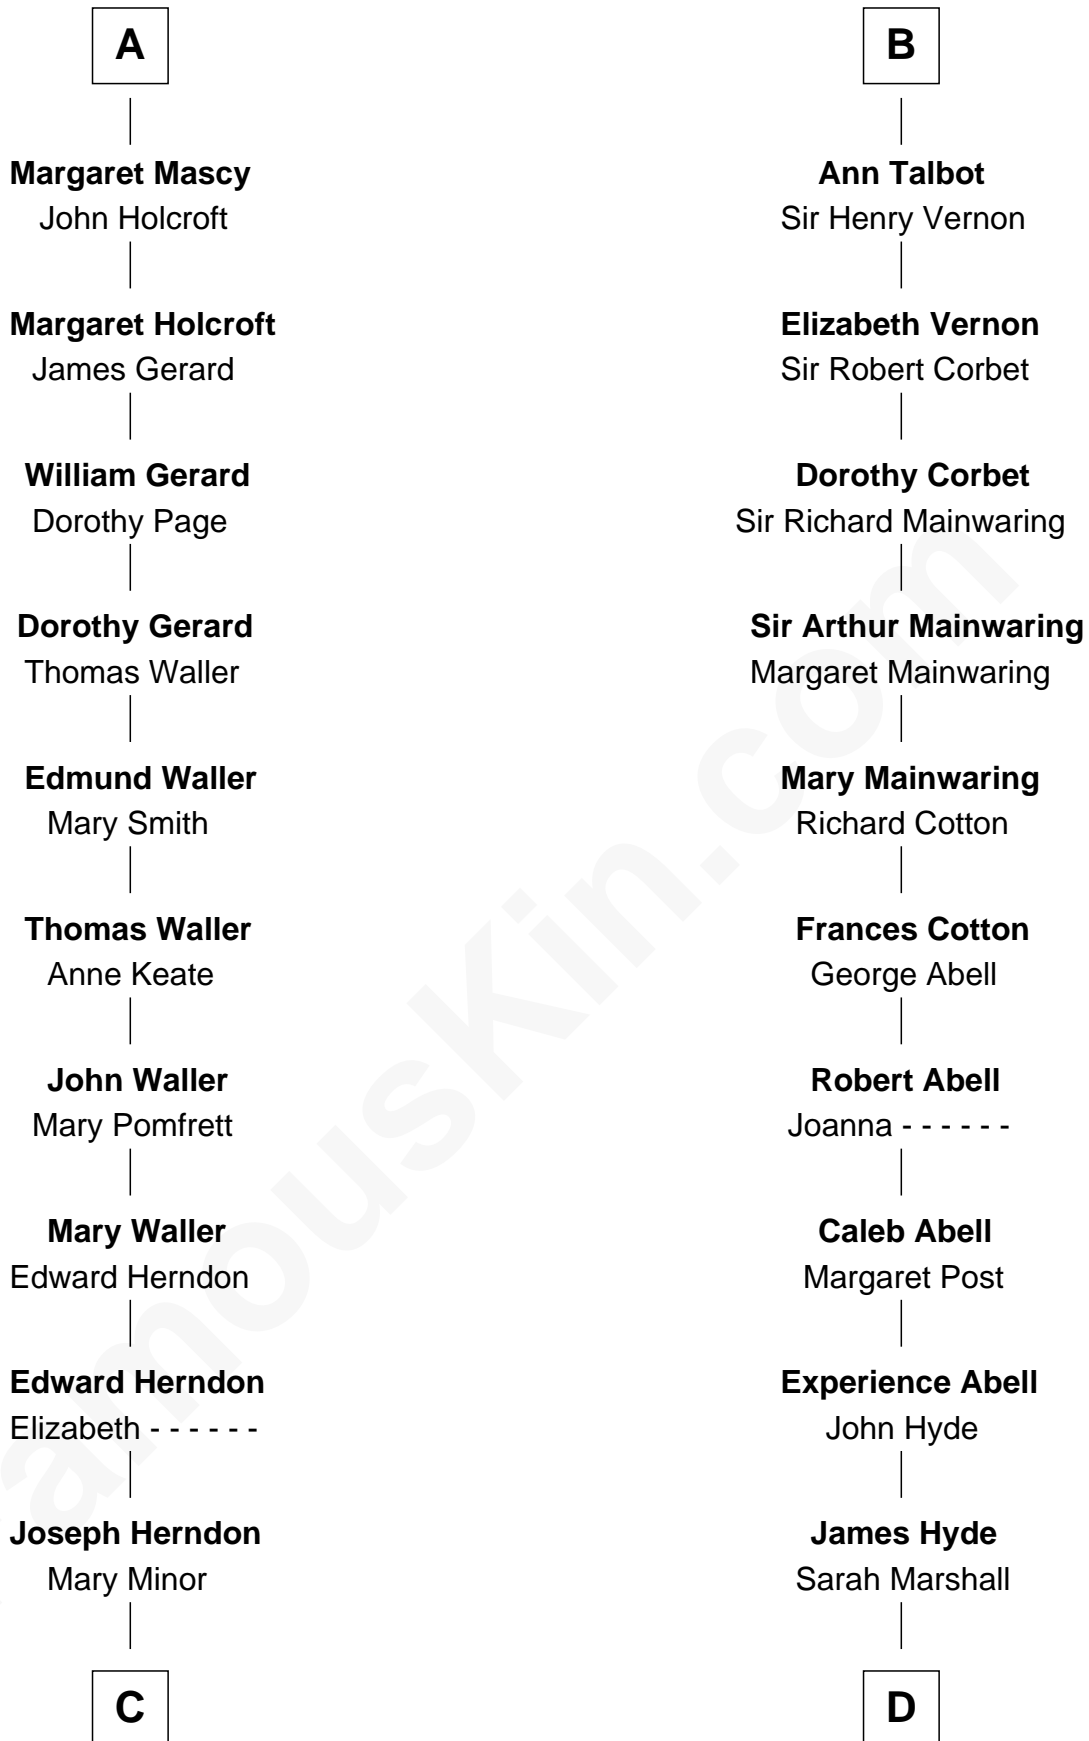 A
Margaret Mascy
John Holcroft
Margaret Holcroft
James Gerard
William Gerard
Dorothy Page
Dorothy Gerard
Thomas Waller
Edmund Waller
Mary Smith
Thomas Waller
Anne Keate
John Waller
Mary Pomfrett
Mary Waller
Edward Herndon
Edward Herndon
Elizabeth - - - - - -
Joseph Herndon
Mary Minor
C
B
Ann Talbot
Sir Henry Vernon
Elizabeth Vernon
Sir Robert Corbet
Dorothy Corbet
Sir Richard Mainwaring
Sir Arthur Mainwaring
Margaret Mainwaring
Mary Mainwaring
Richard Cotton
Frances Cotton
George Abell
Robert Abell
Joanna - - - - - -
Caleb Abell
Margaret Post
Experience Abell
John Hyde
James Hyde
Sarah Marshall
D
famouskin.com